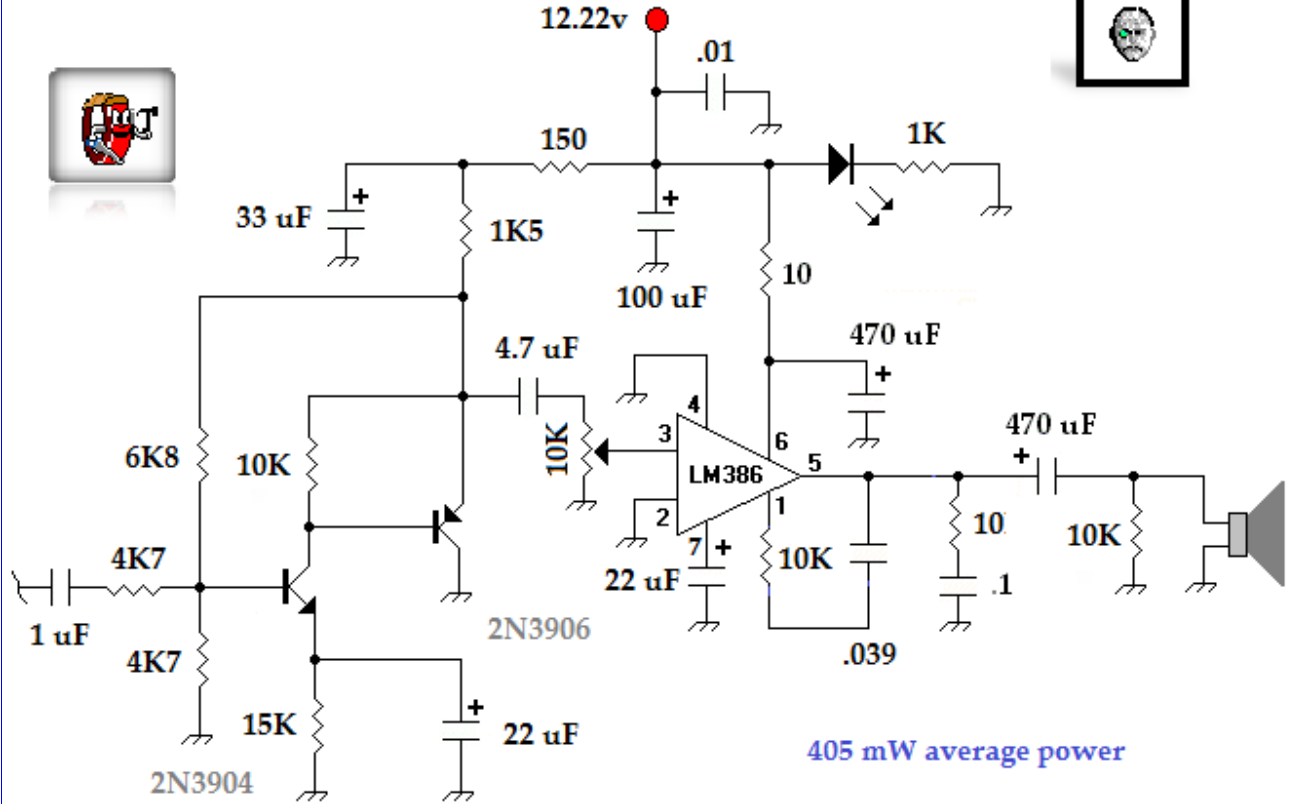 12.22v
.01
150
1K
33 uF
1K5
100 uF
10
4.7 uF
470 uF
6K8
10K
10K
4
3
2
LM386
6
5
1
7
470 uF
4K7
22 uF
10K
10
10K
.1
1 uF
4K7
2N3906
.039
15K
22 uF
405 mW average power
2N3904